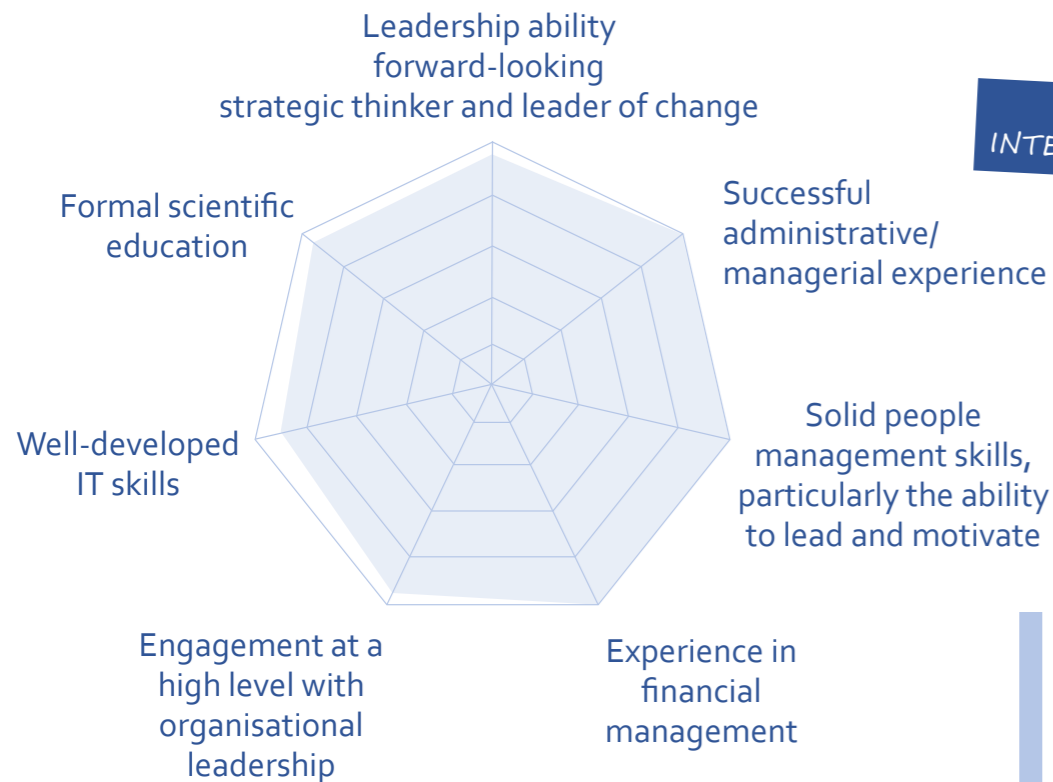 Leadership ability
forward-looking
strategic thinker and leader of change
Successful
administrative/
managerial experience
Solid people
management skills,
particularly the ability
to lead and motivate
Experience in
financial
management
Engagement at a
high level with
organisational
leadership
Well-developed
IT skills
Formal scientific
education